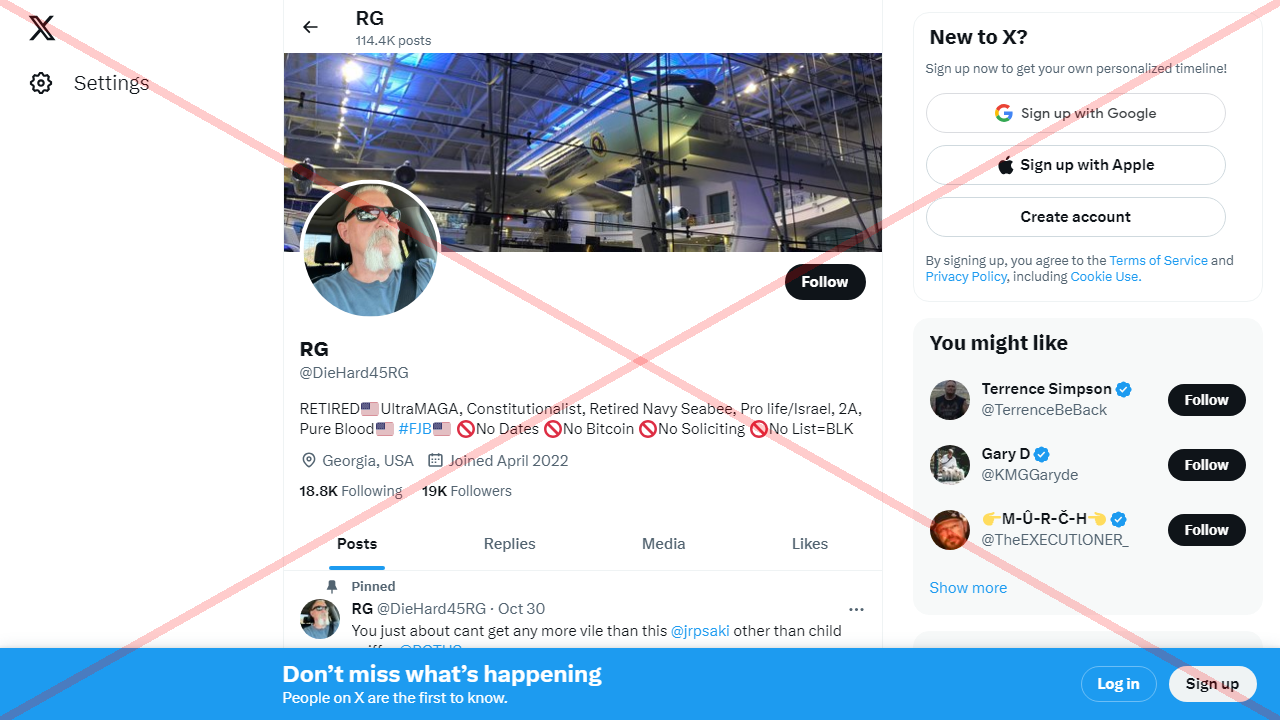 Settings
RG
114.4K posts
Follow
RG
@DieHard45RG
RETIRED🇺🇸UltraMAGA, Constitutionalist, Retired Navy Seabee, Pro life/Israel, 2A,
Pure Blood🇺🇸 #FJB🇺🇸 🚫No Dates 🚫No Bitcoin 🚫No Soliciting 🚫No List=BLK
Georgia, USA Joined April 2022
18.8K Following 19K Followers
Posts Replies Media Likes
Pinned
RG @DieHard45RG · Oct 30
You just about cant get any more vile than this @jrpsaki other than child
New to X?
Sign up now to get your own personalized timeline!
Sign up with Google
Sign up with Apple
Create account
By signing up, you agree to the Terms of Service and
Privacy Policy, including Cookie Use.
You might like
Terrence Simpson
@TerrenceBeBack
Follow
Gary D
@KMGGaryde
Follow
👉M-Û-R-Č-H👈
@TheEXECUTlONER_
Follow
Show more
Don’t miss what’s happening
People on X are the first to know.
Log in
Sign up